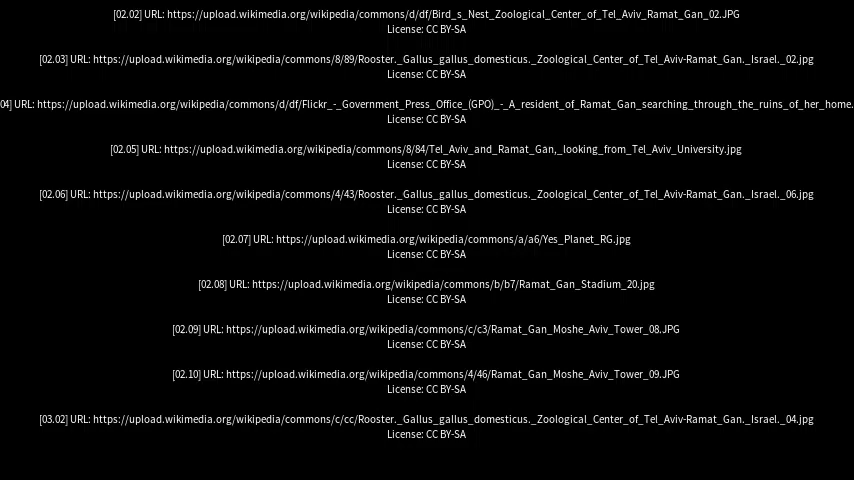 [02.02] URL: https://upload.wikimedia.org/wikipedia/commons/d/df/Bird_s_Nest_Zoological_Center_of_Tel_Aviv_Ramat_Gan_02.JPG
License: CC BY-SA
[02.03] URL: https://upload.wikimedia.org/wikipedia/commons/8/89/Rooster._Gallus_gallus_domesticus._Zoological_Center_of_Tel_Aviv-Ramat_Gan._Israel._02.jpg
License: CC BY-SA
04] URL: https://upload.wikimedia.org/wikipedia/commons/d/df/Flickr_-_Government_Press_Office_(GPO)_-_A_resident_of_Ramat_Gan_searching_through_the_ruins_of_her_home.
License: CC BY-SA
[02.05] URL: https://upload.wikimedia.org/wikipedia/commons/8/84/Tel_Aviv_and_Ramat_Gan,_looking_from_Tel_Aviv_University.jpg
License: CC BY-SA
[02.06] URL: https://upload.wikimedia.org/wikipedia/commons/4/43/Rooster._Gallus_gallus_domesticus._Zoological_Center_of_Tel_Aviv-Ramat_Gan._Israel._06.jpg
License: CC BY-SA
[02.07] URL: https://upload.wikimedia.org/wikipedia/commons/a/a6/Yes_Planet_RG.jpg
License: CC BY-SA
[02.08] URL: https://upload.wikimedia.org/wikipedia/commons/b/b7/Ramat_Gan_Stadium_20.jpg
License: CC BY-SA
[02.09] URL: https://upload.wikimedia.org/wikipedia/commons/c/c3/Ramat_Gan_Moshe_Aviv_Tower_08.JPG
License: CC BY-SA
[02.10] URL: https://upload.wikimedia.org/wikipedia/commons/4/46/Ramat_Gan_Moshe_Aviv_Tower_09.JPG
License: CC BY-SA
[03.02] URL: https://upload.wikimedia.org/wikipedia/commons/c/cc/Rooster._Gallus_gallus_domesticus._Zoological_Center_of_Tel_Aviv-Ramat_Gan._Israel._04.jpg
License: CC BY-SA